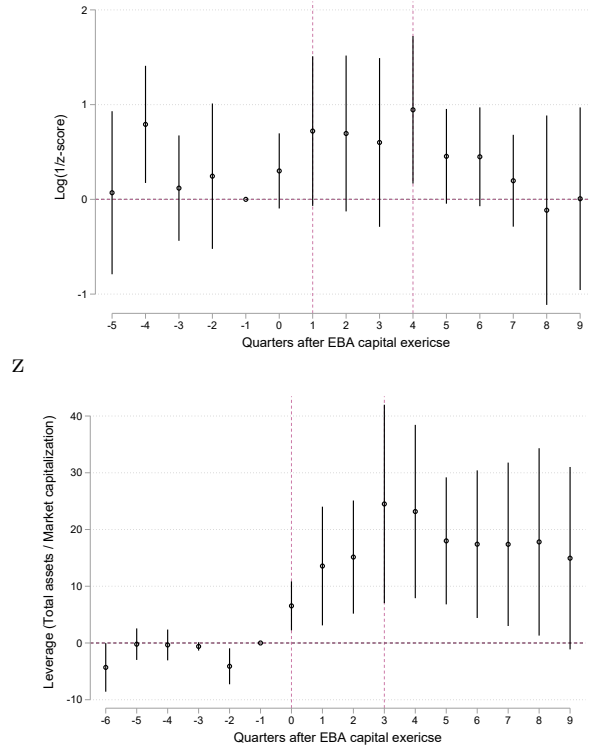 2
1
0
-1
Log(1/z-score)
-5 -4 -3 -2 -1 0 1 2 3 4 5 6 7 8 9
Quarters after EBA capital exericse
Z
40
30
20
10
0
-10
Leverage (Total assets / Market capitalization)
-6 -5 -4 -3 -2 -1 0 1 2 3 4 5 6 7 8 9
Quarters after EBA capital exericse